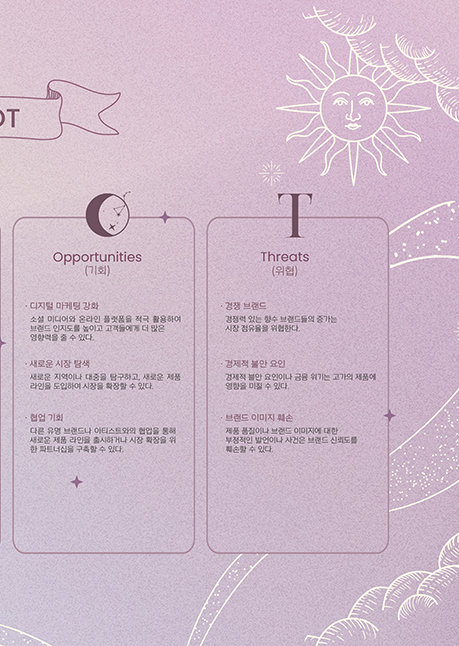 OT
Opportunities
(기회)
· 디지털 마케팅 강화
소셜 미디어와 온라인 플랫폼을 적극 활용하여
브랜드 인지도를 높이고 고객들에게 더 많은
영향력을 줄 수 있다.
· 새로운 시장 탐색
새로운 지역이나 대중을 탐구하고, 새로운 제품
라인을 도입하여 시장을 확장할 수 있다.
· 협업 기회
다른 유명 브랜드나 아티스트와의 협업을 통해
새로운 제품 라인을 출시하거나 시장 확장을 위
한 파트너십을 구축할 수 있다.
T
Threats
(위협)
· 경쟁 브랜드
경쟁력 있는 향수 브랜드들의 증가는
시장 점유율을 위협한다.
· 경제적 불안 요인
경제적 불안 요인이나 금융 위기는 고가의 제품에
영향을 미칠 수 있다.
· 브랜드 이미지 훼손
제품 품질이나 브랜드 이미지에 대한
부정적인 발언이나 사건은 브랜드 신뢰도를
훼손할 수 있다.